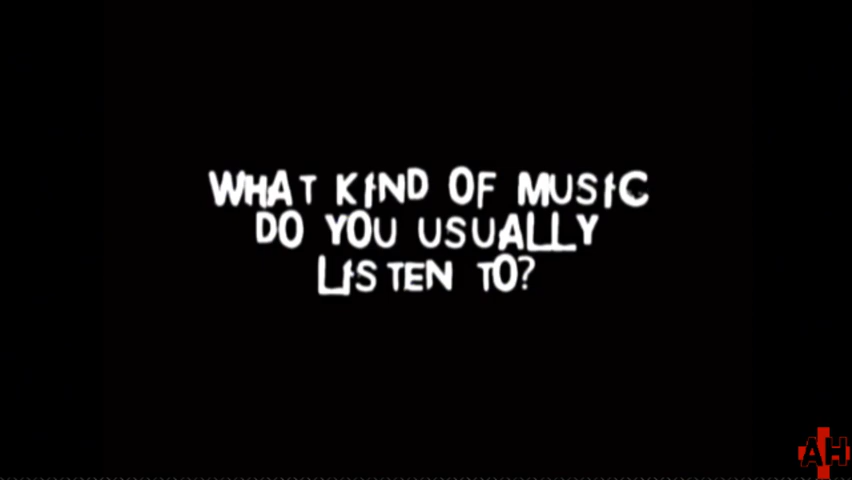 WHAT KIND OF MUSIC
DO YOU USUALLY
LISTEN TO?
AH